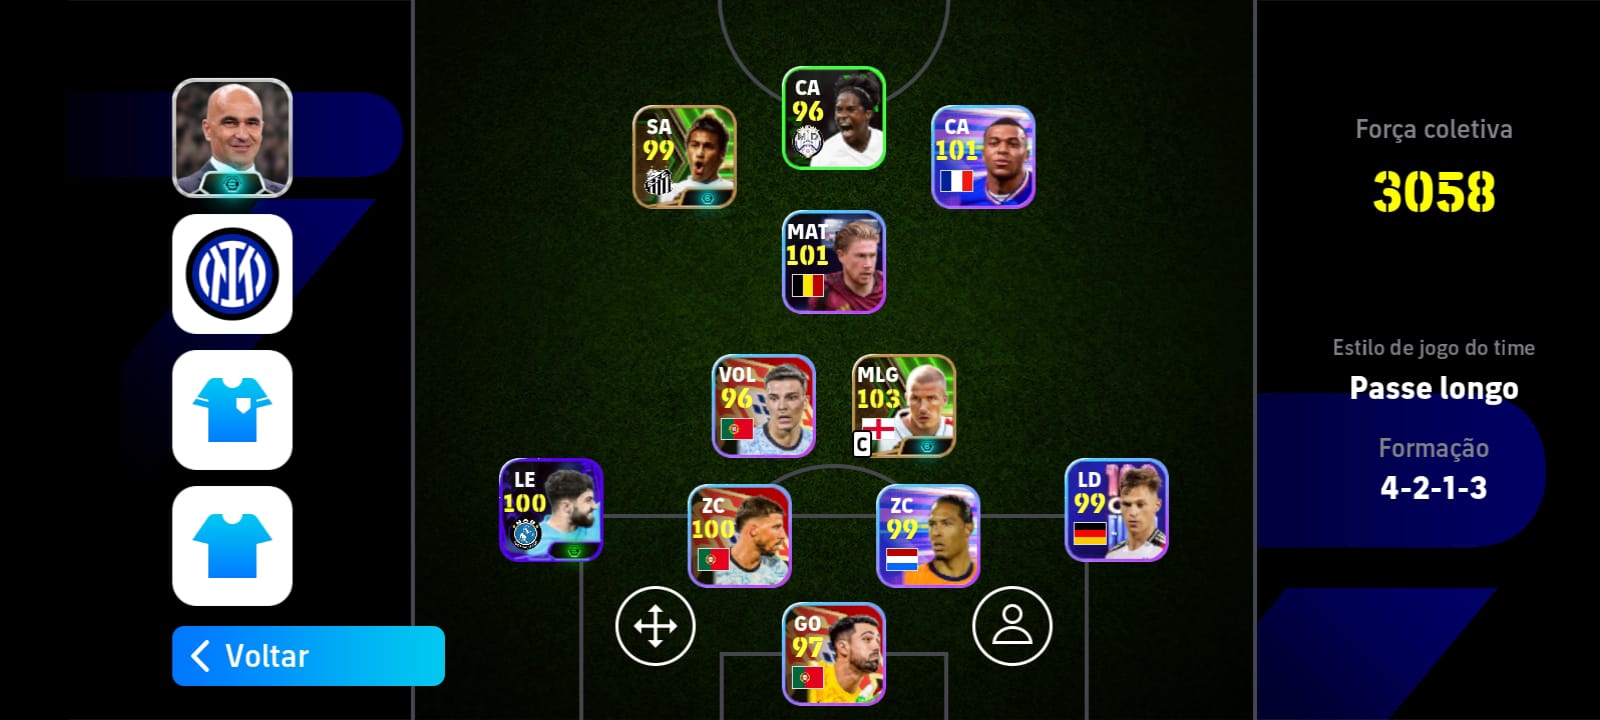 CA
96
SA
99
CA
101
MAT
101
VOL
96
MLG
103
C
LE
100
ZC
100
ZC
99
LD
99
GO
97
Voltar
Força coletiva
3058
Estilo de jogo do time
Passe longo
Formação
4-2-1-3